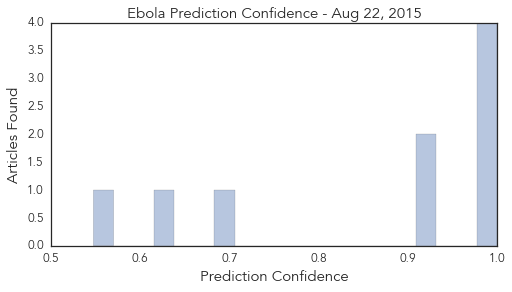 Ebola Prediction Confidence - Aug 22, 2015
4.0
3.5
3.0
2.5
2.0
1.5
1.0
0.5
0.0
Articles Found
0.5 0.6 0.7 0.8 0.9 1.0
Prediction Confidence